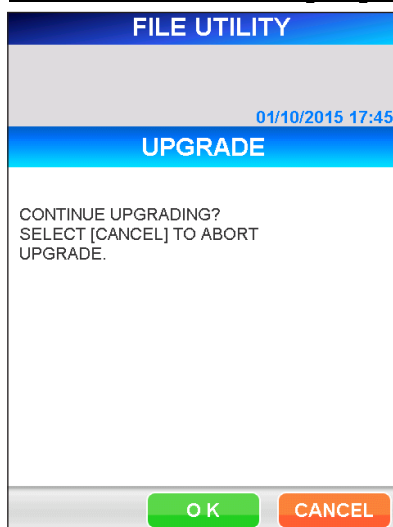 FILE UTILITY
01/10/2015 17:45
UPGRADE
CONTINUE UPGRADING?
SELECT [CANCEL] TO ABORT
UPGRADE.
O K
CANCEL